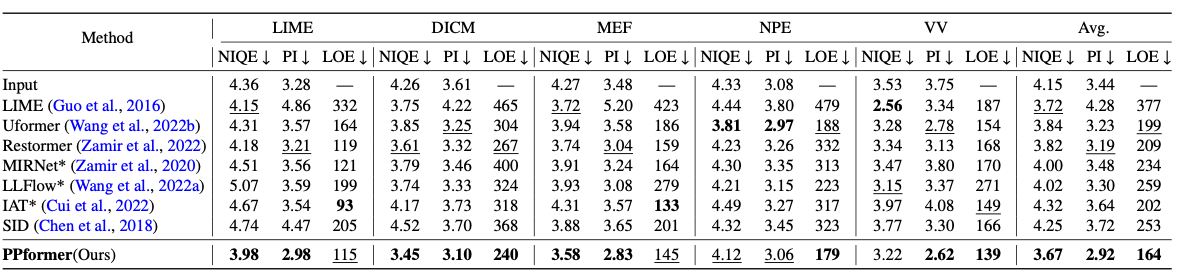 Method LIME DICM MEF NPE VV Avg.
NIQE ↓ PI ↓ LOE ↓ NIQE ↓ PI ↓ LOE ↓ NIQE ↓ PI ↓ LOE ↓ NIQE ↓ PI ↓ LOE ↓ NIQE ↓ PI ↓ LOE ↓ NIQE ↓ PI ↓ LOE ↓
Input 4.36 3.28 — 4.26 3.61 — 4.27 3.48 — 4.33 3.08 — 3.53 3.75 — 4.15 3.44 —
LIME (Guo et al., 2016) 4.15 4.86 332 3.75 4.22 465 3.72 5.20 423 4.44 3.80 479 2.56 3.34 187 3.72 4.28 377
Uformer (Wang et al., 2022b) 4.31 3.57 164 3.85 3.25 304 3.94 3.58 186 3.81 2.97 188 3.28 2.78 154 3.84 3.23 199
Restormer (Zamir et al., 2022) 4.18 3.21 119 3.61 3.32 267 3.74 3.04 159 4.23 3.26 332 3.34 3.13 168 3.82 3.19 209
MIRNet* (Zamir et al., 2020) 4.51 3.56 121 3.79 3.46 400 3.91 3.24 164 4.30 3.35 313 3.47 3.80 170 4.00 3.48 234
LLFlow* (Wang et al., 2022a) 5.07 3.59 199 3.74 3.33 324 3.93 3.08 279 4.21 3.15 223 3.15 3.37 271 4.02 3.30 259
IAT* (Cui et al., 2022) 4.67 3.54 93 4.17 3.73 318 4.31 3.57 133 4.49 3.27 317 3.97 4.08 149 4.32 3.64 202
SID (Chen et al., 2018) 4.74 4.47 205 4.52 3.70 368 3.88 3.65 201 4.32 3.45 323 3.77 3.30 166 4.25 3.72 253
PPformer(Ours) 3.98 2.98 115 3.45 3.10 240 3.58 2.83 145 4.12 3.06 179 3.22 2.62 139 3.67 2.92 164